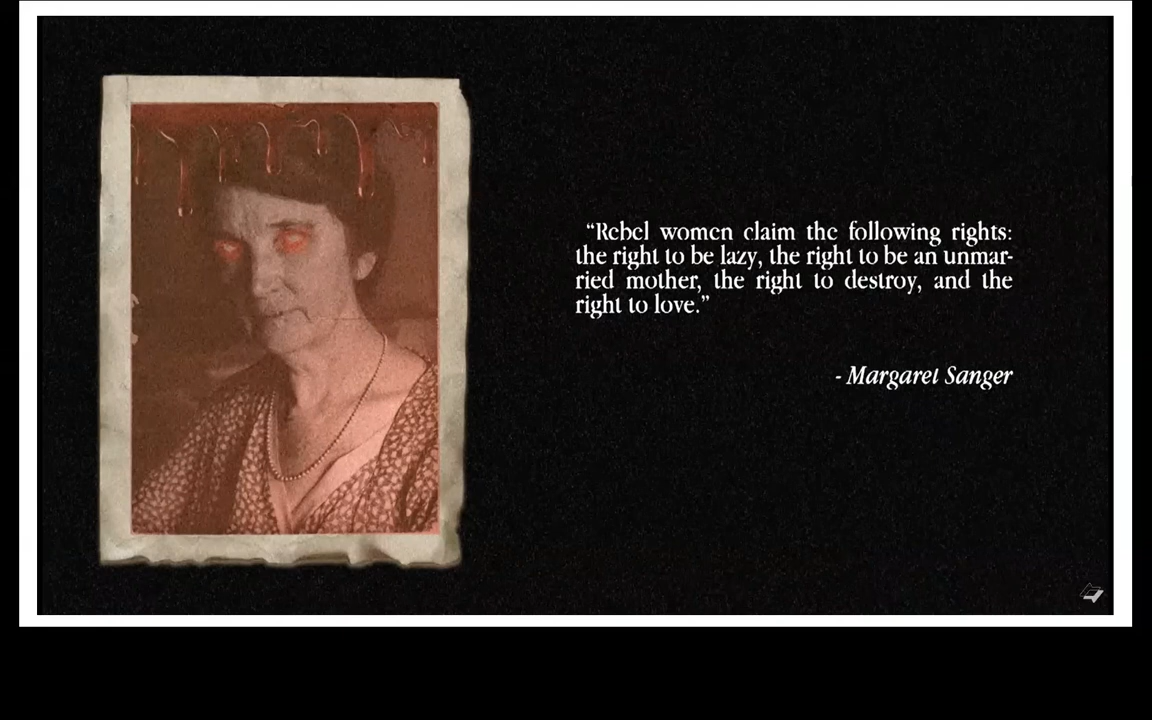 “Rebel women claim the following rights:
the right to be lazy, the right to be an unmar-
ried mother, the right to destroy, and the
right to love.”
- Margaret Sanger